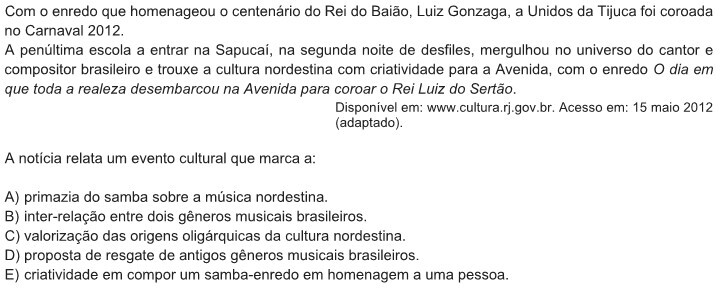 Com o enredo que homenageou o centenário do Rei do Baião, Luiz Gonzaga, a Unidos da Tijuca foi coroada
no Carnaval 2012.
A penúltima escola a entrar na Sapucaí, na segunda noite de desfiles, mergulhou no universo do cantor e
compositor brasileiro e trouxe a cultura nordestina com criatividade para a Avenida, com o enredo O dia em
que toda a realeza desembarcou na Avenida para coroar o Rei Luiz do Sertão.
Disponível em: www.cultura.rj.gov.br. Acesso em: 15 maio 2012
(adaptado).
A notícia relata um evento cultural que marca a:
A) primazia do samba sobre a música nordestina.
B) inter-relação entre dois gêneros musicais brasileiros.
C) valorização das origens oligárquicas da cultura nordestina.
D) proposta de resgate de antigos gêneros musicais brasileiros.
E) criatividade em compor um samba-enredo em homenagem a uma pessoa.